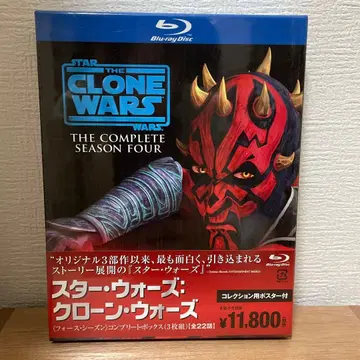 Blu-ray Disc
STAR
THE
CLONE
WARS
WARS™
THE COMPLETE
SEASON FOUR
"オリジナル3部作以来、最も面白く、引き込まれる
ストーリー展開の『スター・ウォーズ』"
Blu-ray Disc
スター・ウォーズ:
クローン・ウォーズ
〈フォース・シーズン〉コンプリート・ボックス(3枚組)[全22話]
コレクション用ポスター付
¥11,800